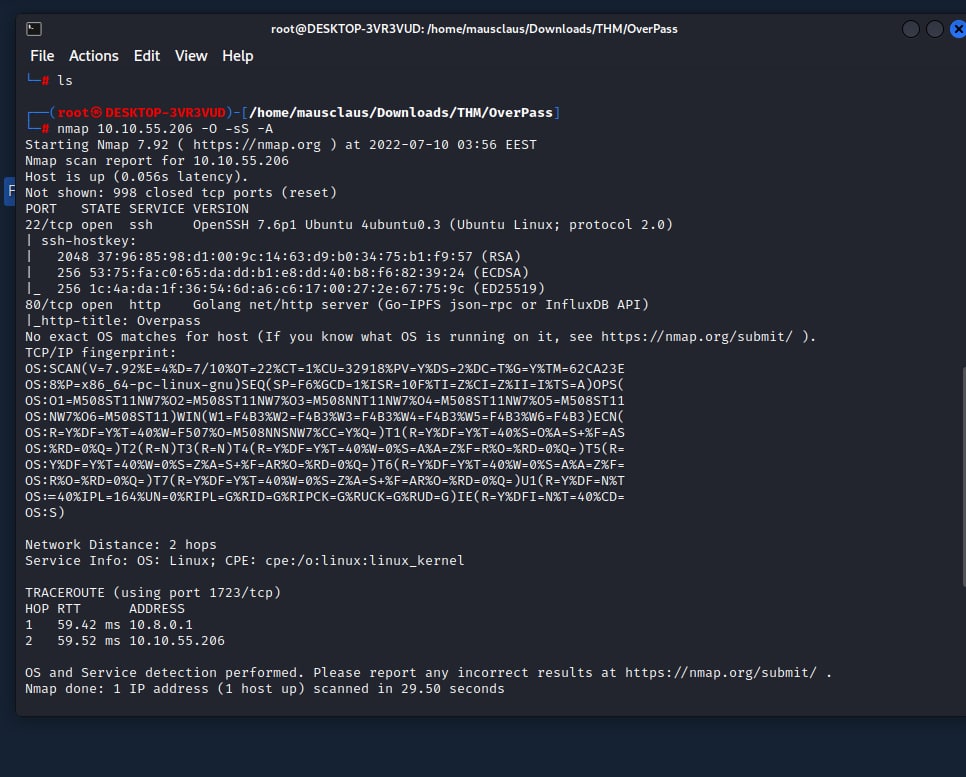 root@DESKTOP-3VR3VUD: /home/mausclaus/Downloads/THM/OverPass
File Actions Edit View Help
└─# ls
┌──(root㉿DESKTOP-3VR3VUD)-[/home/mausclaus/Downloads/THM/OverPass]
└─# nmap 10.10.55.206 -O -sS -A
Starting Nmap 7.92 ( https://nmap.org ) at 2022-07-10 03:56 EEST
Nmap scan report for 10.10.55.206
Host is up (0.056s latency).
Not shown: 998 closed tcp ports (reset)
PORT   STATE SERVICE VERSION
22/tcp open  ssh     OpenSSH 7.6p1 Ubuntu 4ubuntu0.3 (Ubuntu Linux; protocol 2.0)
| ssh-hostkey:
|   2048 37:96:85:98:d1:00:9c:14:63:d9:b0:34:75:b1:f9:57 (RSA)
|   256 53:75:fa:c0:65:da:dd:b1:e8:dd:40:b8:f6:82:39:24 (ECDSA)
|_  256 1c:4a:da:1f:36:54:6d:a6:c6:17:00:27:2e:67:75:9c (ED25519)
80/tcp open  http    Golang net/http server (Go-IPFS json-rpc or InfluxDB API)
|_http-title: Overpass
No exact OS matches for host (If you know what OS is running on it, see https://nmap.org/submit/ ).
TCP/IP fingerprint:
OS:SCAN(V=7.92%E=4%D=7/10%OT=22%CT=1%CU=32918%PV=Y%DS=2%DC=T%G=Y%TM=62CA23E
OS:8%P=x86_64-pc-linux-gnu)SEQ(SP=F6%GCD=1%ISR=10F%TI=Z%CI=Z%II=I%TS=A)OPS(
OS:O1=M508ST11NW7%O2=M508ST11NW7%O3=M508NNT11NW7%O4=M508ST11NW7%O5=M508ST11
OS:NW7%O6=M508ST11)WIN(W1=F4B3%W2=F4B3%W3=F4B3%W4=F4B3%W5=F4B3%W6=F4B3)ECN(
OS:R=Y%DF=Y%T=40%W=F507%O=M508NNSNW7%CC=Y%Q=)T1(R=Y%DF=Y%T=40%S=O%A=S+%F=AS
OS:%RD=0%Q=)T2(R=N)T3(R=N)T4(R=Y%DF=Y%T=40%W=0%S=A%A=Z%F=R%O=%RD=0%Q=)T5(R=
OS:Y%DF=Y%T=40%W=0%S=Z%A=S+%F=AR%O=%RD=0%Q=)T6(R=Y%DF=Y%T=40%W=0%S=A%A=Z%F=
OS:R%O=%RD=0%Q=)T7(R=Y%DF=Y%T=40%W=0%S=Z%A=S+%F=AR%O=%RD=0%Q=)U1(R=Y%DF=N%T
OS:=40%IPL=164%UN=0%RIPL=G%RID=G%RIPCK=G%RUCK=G%RUD=G)IE(R=Y%DFI=N%T=40%CD=
OS:S)
Network Distance: 2 hops
Service Info: OS: Linux; CPE: cpe:/o:linux:linux_kernel
TRACEROUTE (using port 1723/tcp)
HOP RTT      ADDRESS
1   59.42 ms 10.8.0.1
2   59.52 ms 10.10.55.206
OS and Service detection performed. Please report any incorrect results at https://nmap.org/submit/ .
Nmap done: 1 IP address (1 host up) scanned in 29.50 seconds